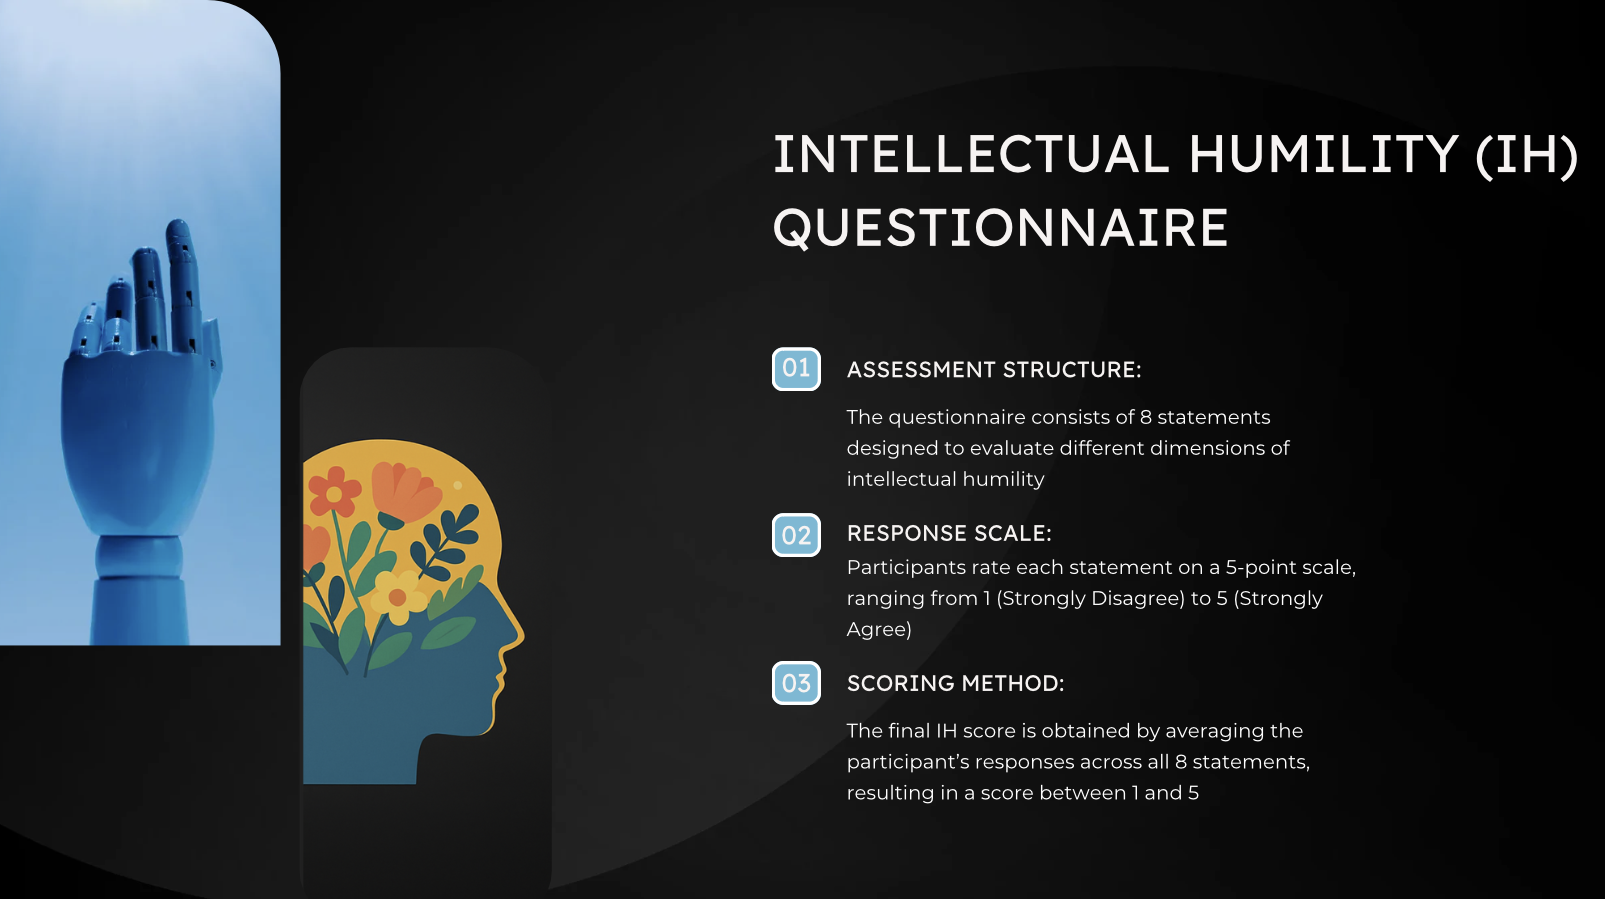 INTELLECTUAL HUMILITY (IH)
QUESTIONNAIRE
01
ASSESSMENT STRUCTURE:
The questionnaire consists of 8 statements
designed to evaluate different dimensions of
intellectual humility
02
RESPONSE SCALE:
Participants rate each statement on a 5-point scale,
ranging from 1 (Strongly Disagree) to 5 (Strongly
Agree)
03
SCORING METHOD:
The final IH score is obtained by averaging the
participant’s responses across all 8 statements,
resulting in a score between 1 and 5